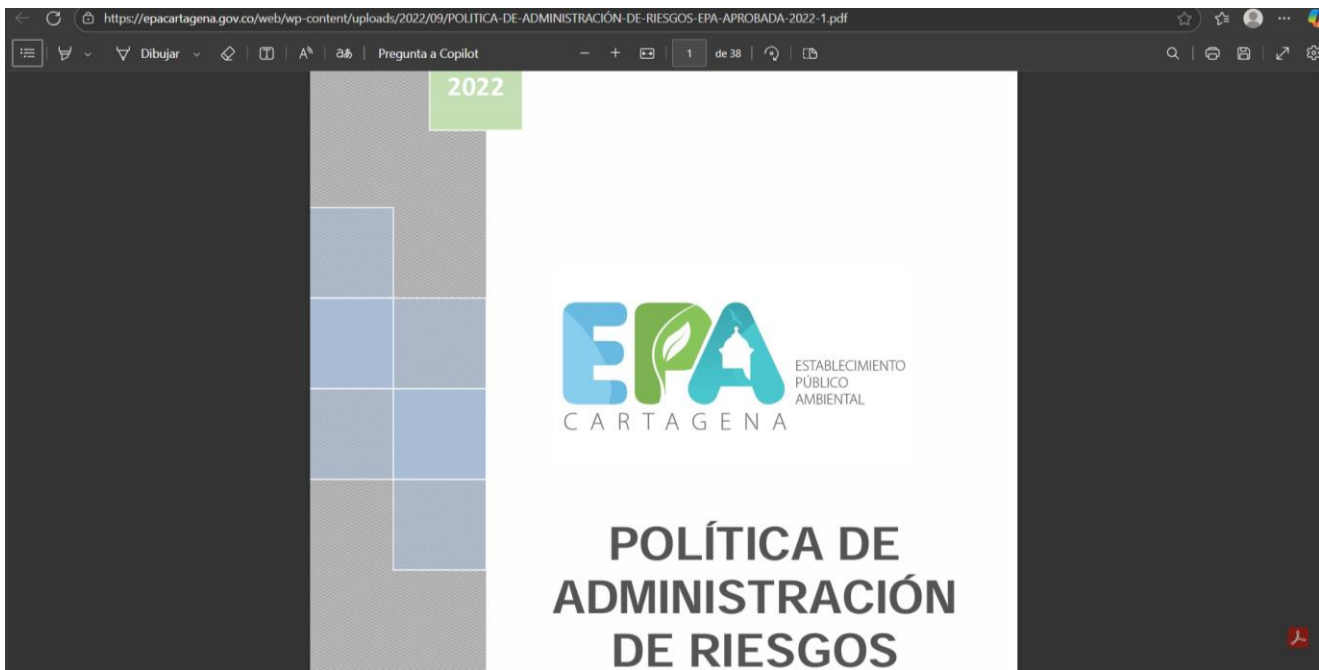 https://epacartagena.gov.co/web/wp-content/uploads/2022/09/POLITICA-DE-ADMINISTRACIÓN-DE-RIESGOS-EPA-APROBADA-2022-1.pdf
Dibujar
Pregunta a Copilot
1 de 38
2022
EPA
CARTAGENA
ESTABLECIMIENTO
PÚBLICO
AMBIENTAL
POLÍTICA DE
ADMINISTRACIÓN
DE RIESGOS